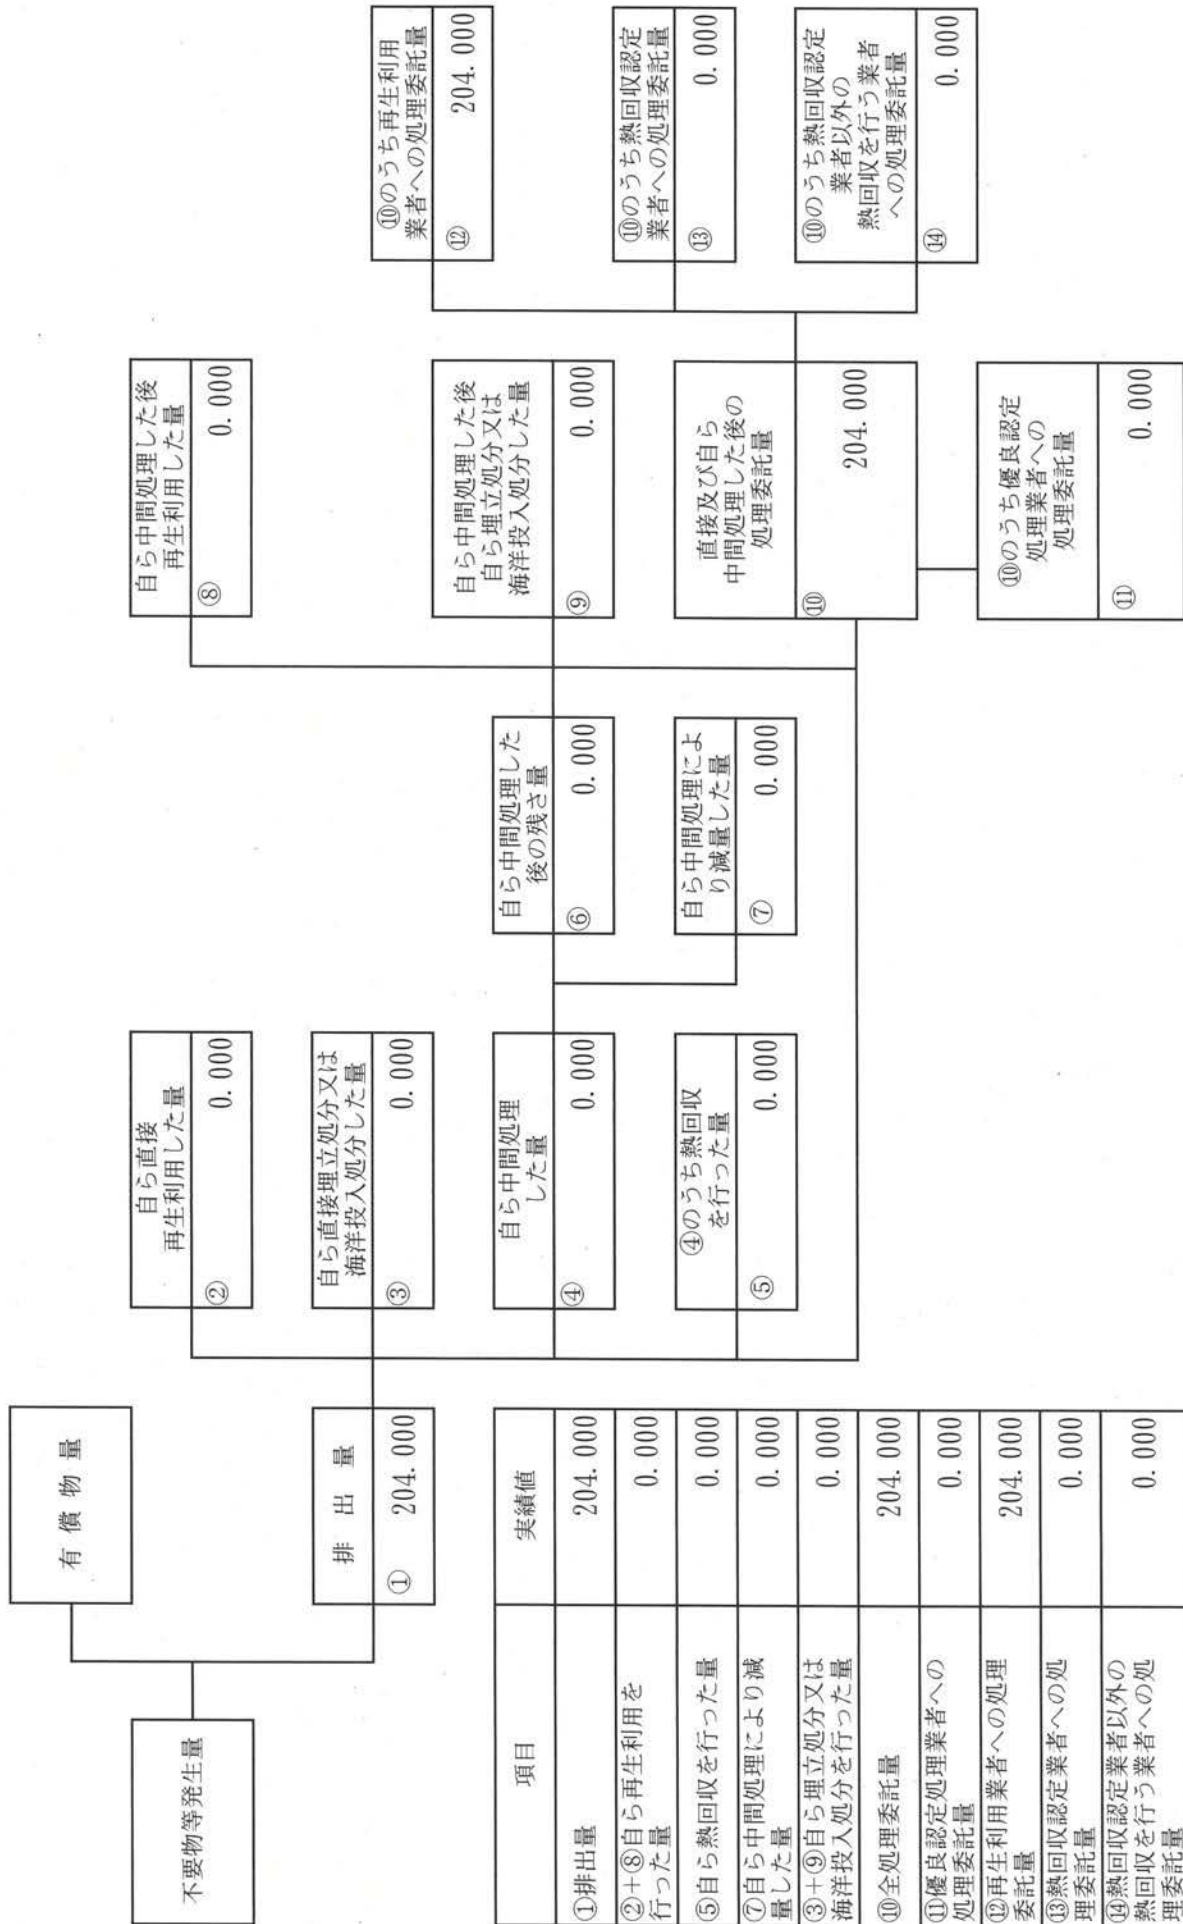 有償物量
不要物等発生量
排出量
① 204.000
自ら直接
再生利用した量
② 0.000
自ら直接埋立処分又は
海洋投入処分した量
③ 0.000
自ら中間処理
した量
④ 0.000
④のうち熱回収
を行った量
⑤ 0.000
自ら中間処理した
後の残さ量
⑥ 0.000
自ら中間処理によ
り減量した量
⑦ 0.000
自ら中間処理した後
再生利用した量
⑧ 0.000
自ら中間処理した後
自ら埋立処分又は
海洋投入処分した量
⑨ 0.000
直接及び自ら
中間処理した後の
処理委託量
⑩ 204.000
⑩のうち優良認定
処理業者への
処理委託量
⑪ 0.000
⑩のうち再生利用
業者への処理委託量
⑫ 204.000
⑩のうち熱回収認定
業者への処理委託量
⑬ 0.000
⑩のうち熱回収認定
業者以外の
熱回収を行う業者
への処理委託量
⑭ 0.000
項目 実績値
①排出量 204.000
②+⑧自ら再生利用を
行った量 0.000
⑤自ら熱回収を行った量 0.000
⑦自ら中間処理により減
量した量 0.000
③+⑨自ら埋立処分又は
海洋投入処分を行った量 0.000
⑩全処理委託量 204.000
⑪優良認定処理業者への
処理委託量 0.000
⑫再生利用業者への処理
委託量 204.000
⑬熱回収認定業者への処
理委託量 0.000
⑭熱回収認定業者以外の
熱回収を行う業者への処
理委託量 0.000